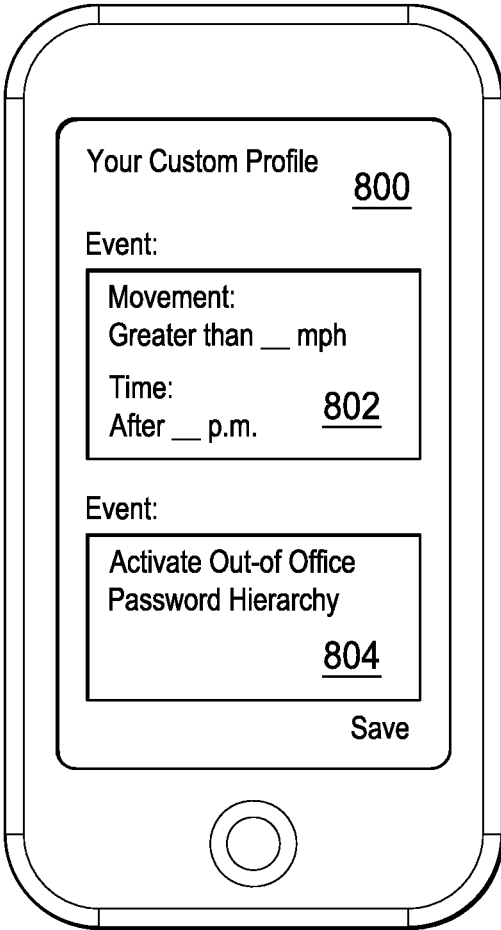 Your Custom Profile
800
Event:
Movement:
Greater than __ mph
Time:
802
After __ p.m.
Event:
Activate Out-of Office
Password Hierarchy
804
Save